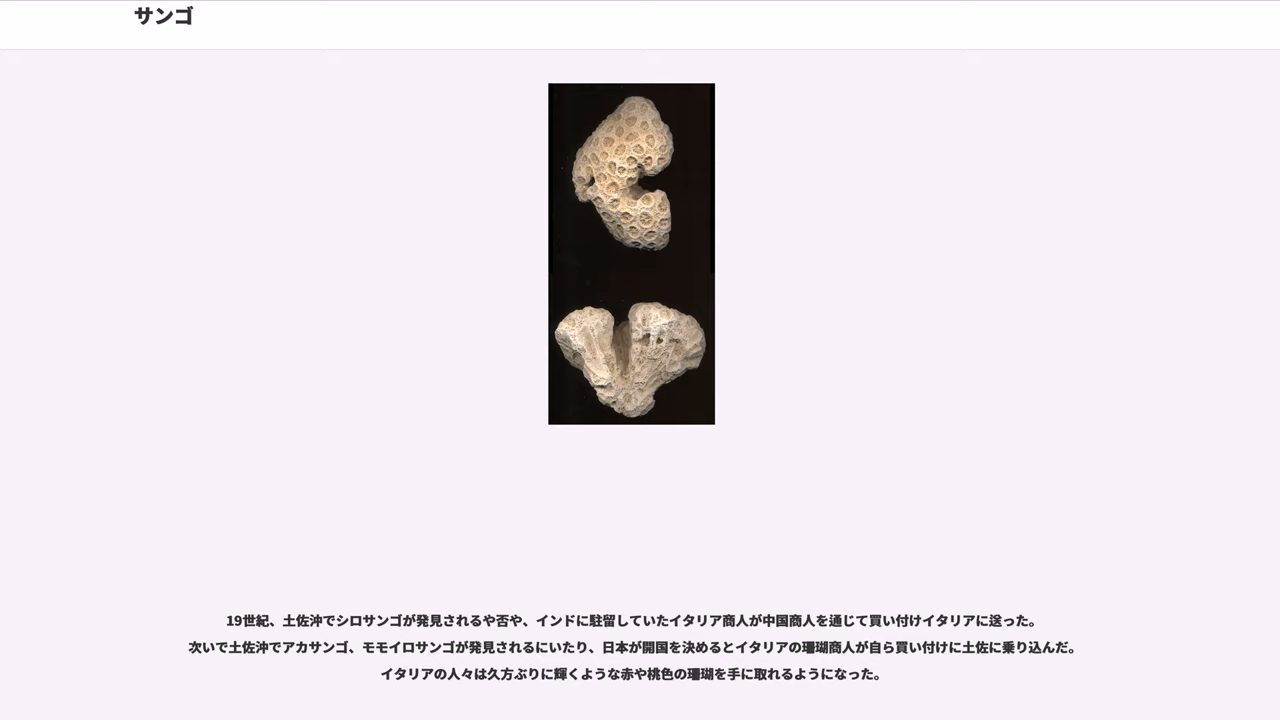 サンゴ
19世紀、土佐沖でシロサンゴが発見されるや否や、インドに駐留していたイタリア商人が中国商人を通じて買い付けイタリアに送った。
次いで土佐沖でアカサンゴ、モモイロサンゴが発見されるにいたり、日本が開国を決めるとイタリアの珊瑚商人が自ら買い付けに土佐に乗り込んだ。
イタリアの人々は久方ぶりに輝くような赤や桃色の珊瑚を手に取れるようになった。